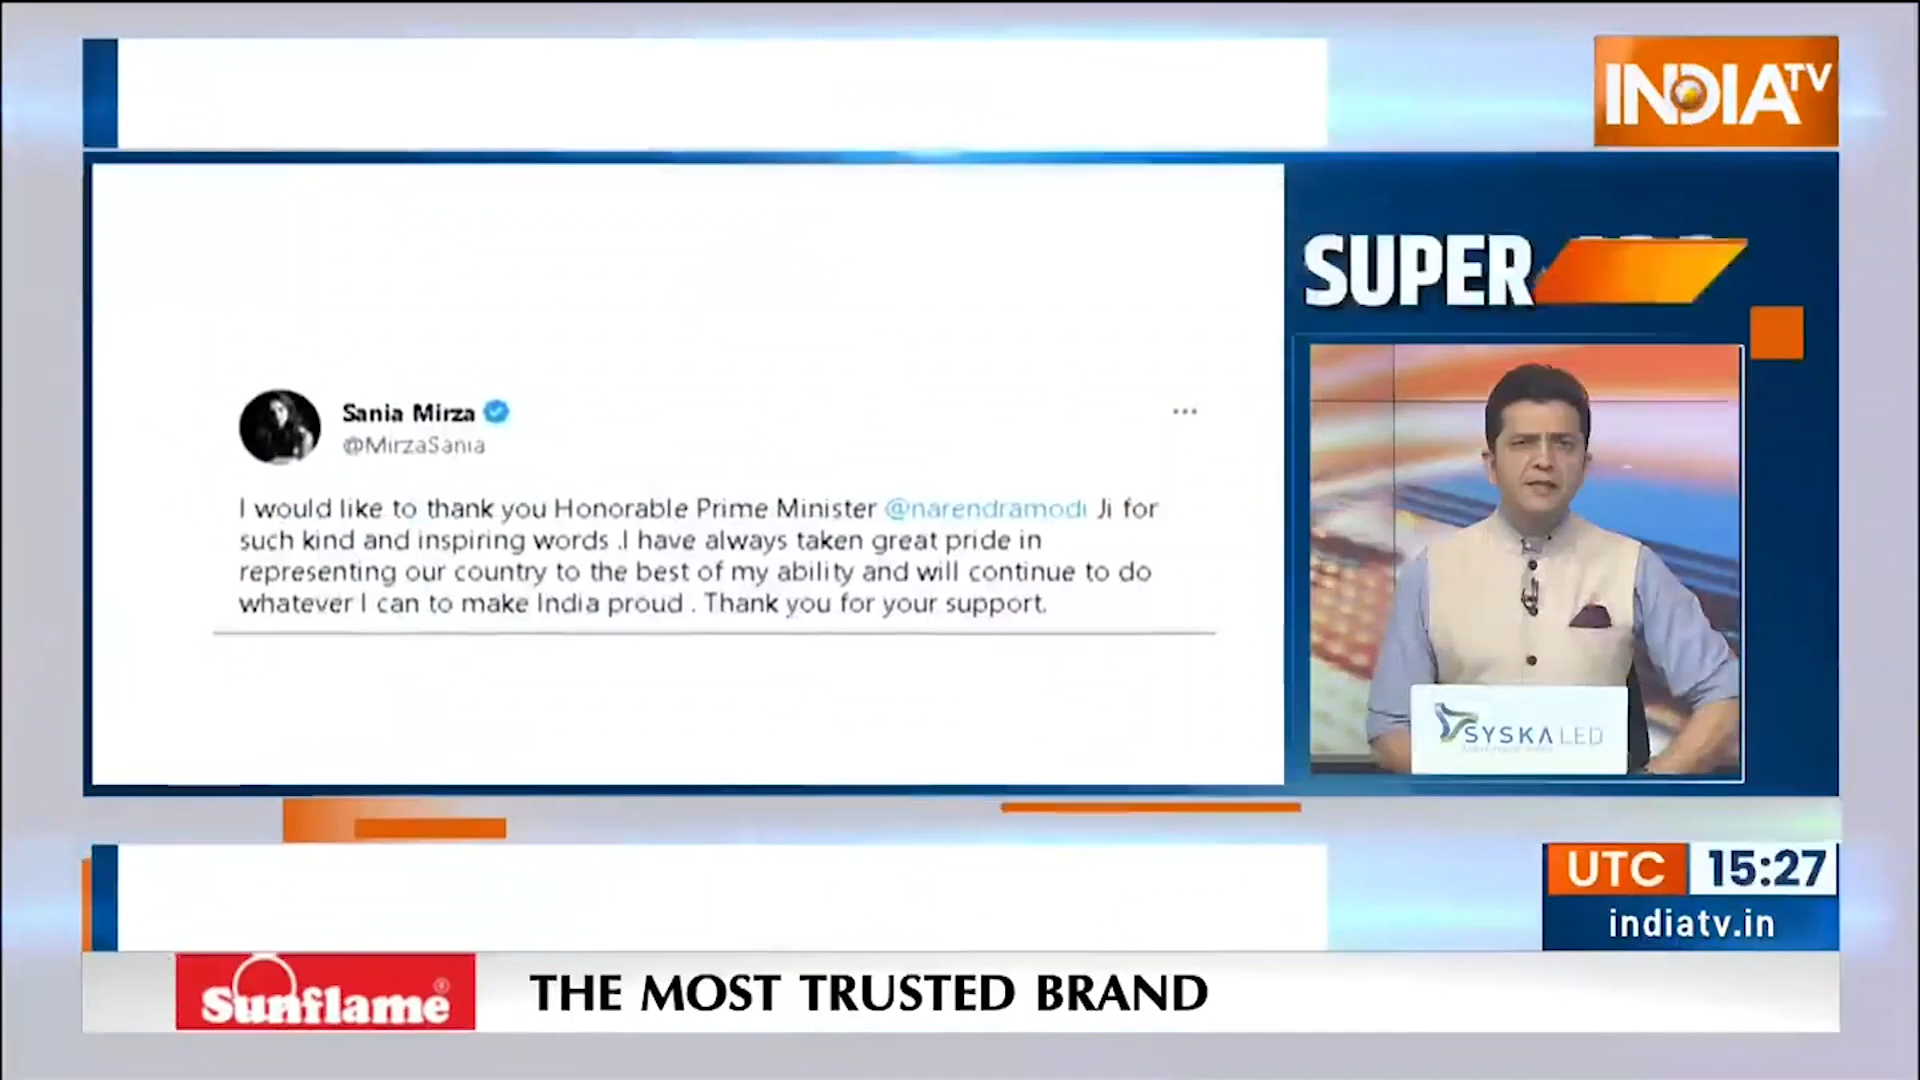 INDIA TV
SUPER
Sania Mirza
@MirzaSania
I would like to thank you Honorable Prime Minister @narendramodi Ji for
such kind and inspiring words .I have always taken great pride in
representing our country to the best of my ability and will continue to do
whatever I can to make India proud . Thank you for your support.
SYSKA LED
UTC 15:27
indiatv.in
Sunflame®
THE MOST TRUSTED BRAND